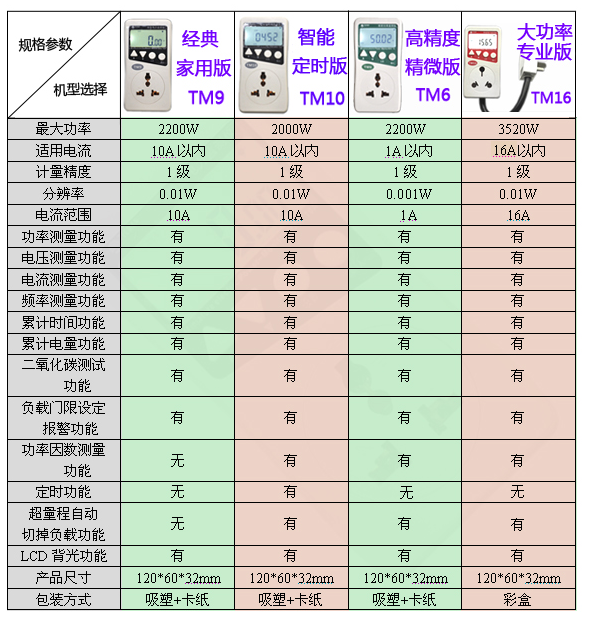 规格参数
机型选择
经典
家用版
TM9
智能
定时版
TM10
高精度
精微版
TM6
大功率
专业版
TM16
最大功率 2200W 2000W 2200W 3520W
适用电流 10A以内 10A以内 1A以内 16A以内
计量精度 1级 1级 1级 1级
分辨率 0.01W 0.01W 0.001W 0.01W
电流范围 10A 10A 1A 16A
功率测量功能 有 有 有 有
电压测量功能 有 有 有 有
电流测量功能 有 有 有 有
频率测量功能 有 有 有 有
累计时间功能 有 有 有 有
累计电量功能 有 有 有 有
二氧化碳测试
功能 有 有 有 有
负载门限设定
报警功能 有 有 有 有
功率因数测量
功能 无 有 有 有
定时功能 无 有 无 无
超量程自动
切掉负载功能 无 有 有 有
LCD背光功能 有 有 有 有
产品尺寸 120*60*32mm 120*60*32mm 120*60*32mm 120*60*32mm
包装方式 吸塑+卡纸 吸塑+卡纸 吸塑+卡纸 彩盒